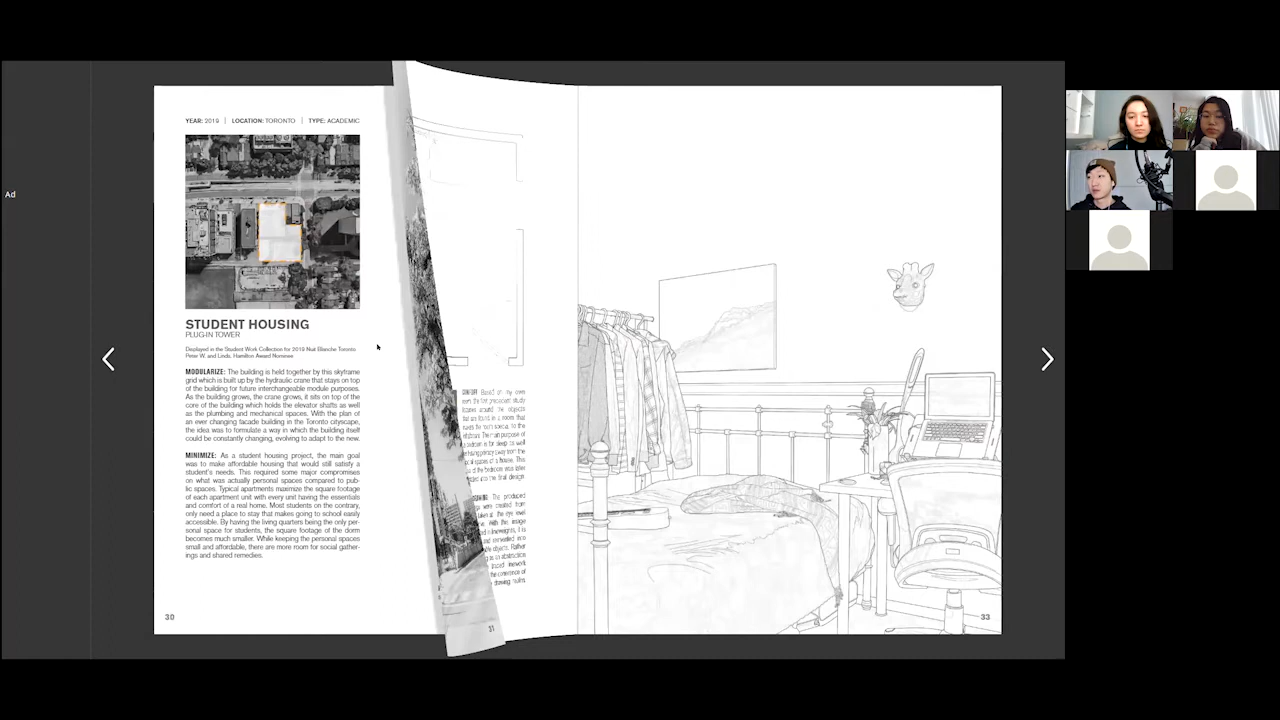 Ad
YEAR: 2019 | LOCATION: TORONTO | TYPE: ACADEMIC
STUDENT HOUSING
PLUG-IN TOWER
Displayed in the Student Work Collection for 2019 Nuit Blanche Toronto
Peter W. and Linda. Hamilton Award Nominee
MODULARIZE: The building is held together by this skyframe
grid which is built up by the hydraulic crane that stays on top
of the building for future interchangeable module purposes.
As the building grows, the crane grows, it sits on top of the
core of the building which holds the elevator shafts as well
as the plumbing and mechanical spaces. With the plan of
an ever changing facade building in the Toronto cityscape,
the idea was to formulate a way in which the building itself
could be constantly changing, evolving to adapt to the new.
MINIMIZE: As a student housing project, the main goal
was to make affordable housing that would still satisfy a
student's needs. This required some major compromises
on what was actually personal spaces compared to pub-
lic spaces. Typical apartments maximize the square footage
of each apartment unit with every unit having the essentials
and comfort of a real home. Most students on the contrary,
only need a place to stay that makes going to school easily
accessible. By having the living quarters being the only per-
sonal space for students, the square footage of the dorm
becomes much smaller. While keeping the personal spaces
small and affordable, there are more room for social gather-
ings and shared remedies.
30
31
33